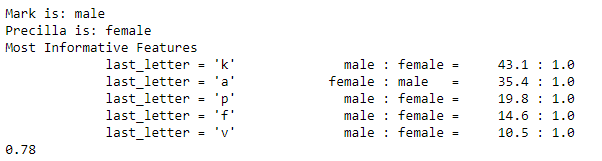 Mark is: male
Precilla is: female
Most Informative Features
last_letter = 'k' male : female = 43.1 : 1.0
last_letter = 'a' female : male = 35.4 : 1.0
last_letter = 'p' male : female = 19.8 : 1.0
last_letter = 'f' male : female = 14.6 : 1.0
last_letter = 'v' male : female = 10.5 : 1.0
0.78